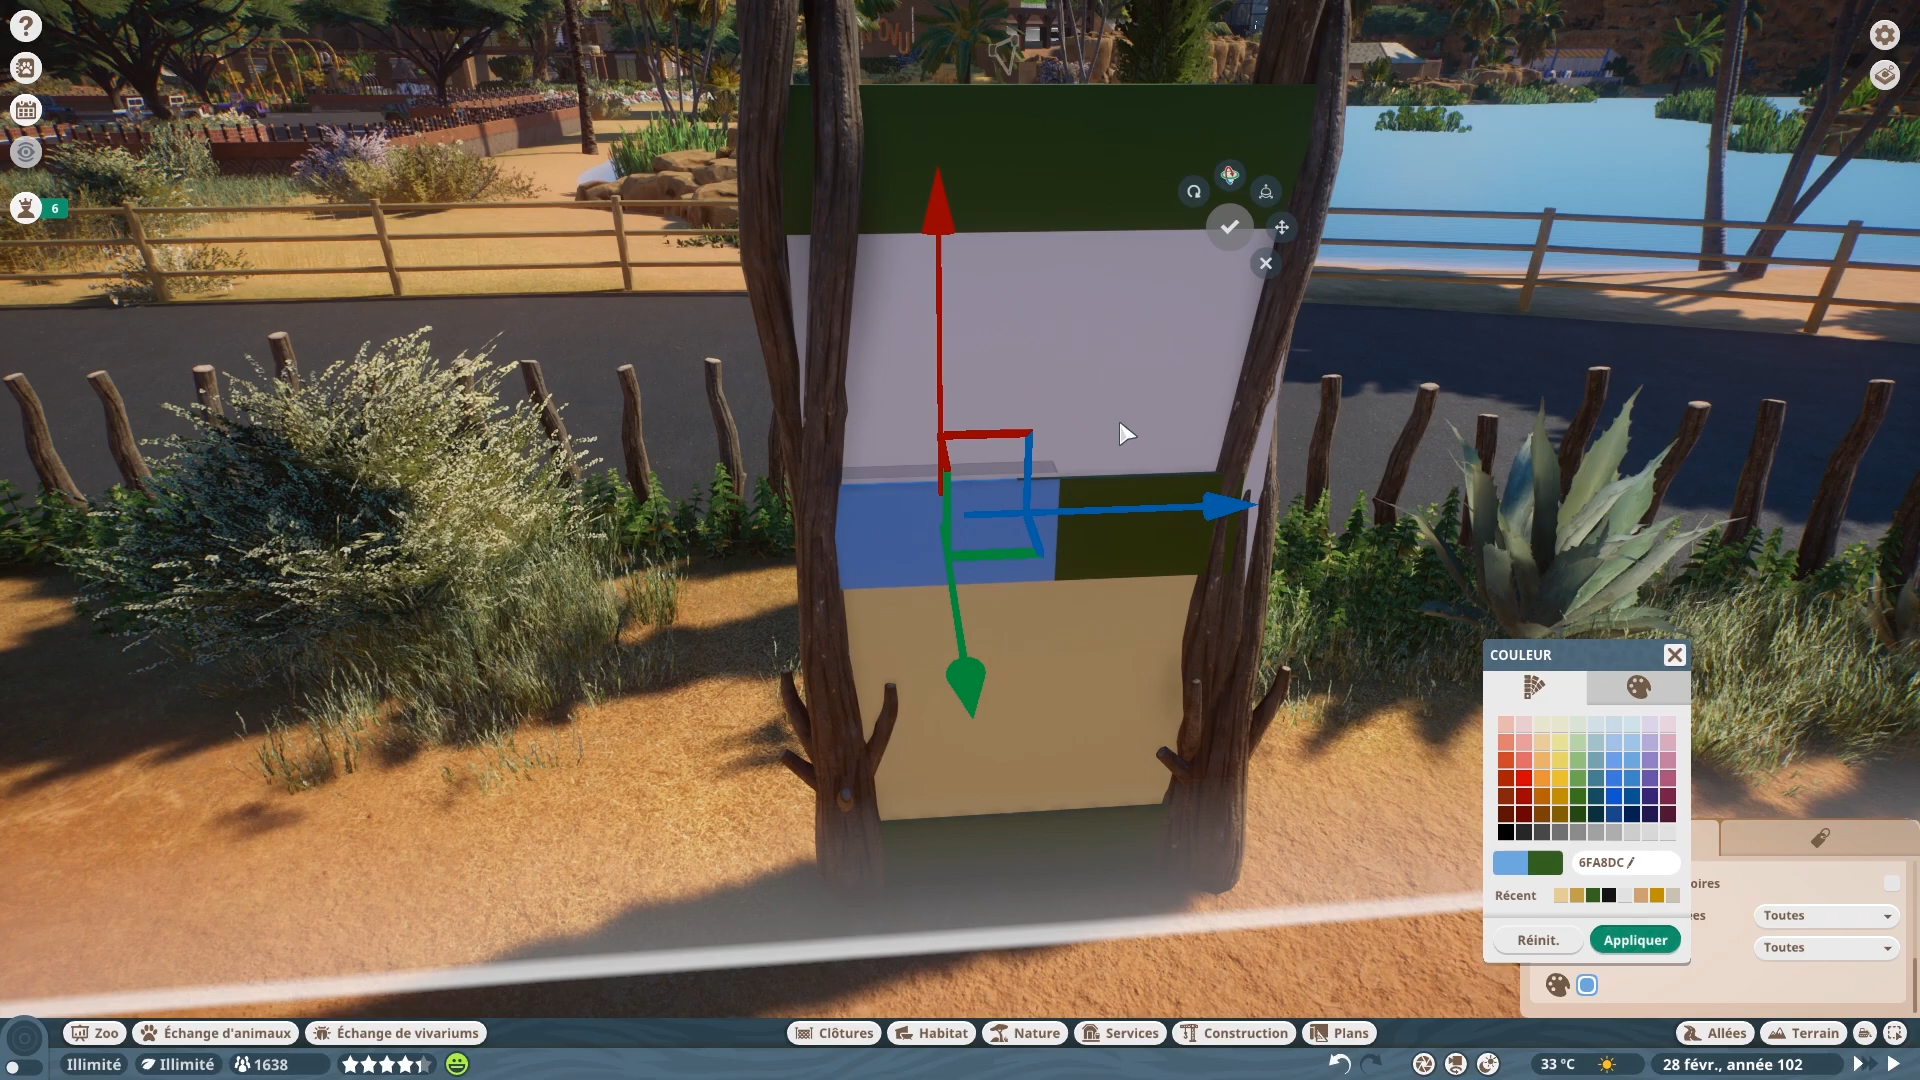 6
COULEUR
6FA8DC
Récent
Réinit.
Appliquer
oires
es
Toutes
Toutes
Zoo
Échange d'animaux
Échange de vivariums
Clôtures
Habitat
Nature
Services
Construction
Plans
Allées
Terrain
Illimité
Illimité
1638
33 °C
28 févr., année 102